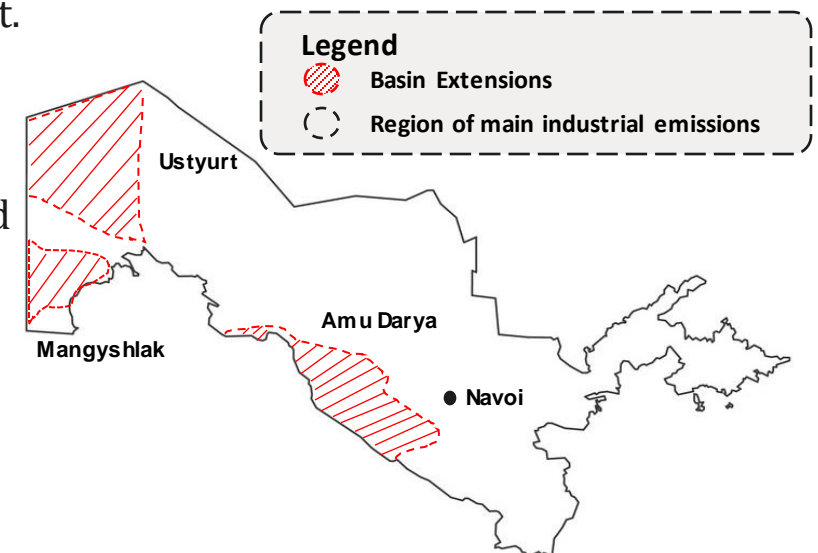 t.
Legend
Basin Extensions
Region of main industrial emissions
Ustyurt
d
Amu Darya
Mangyshlak
Navoi